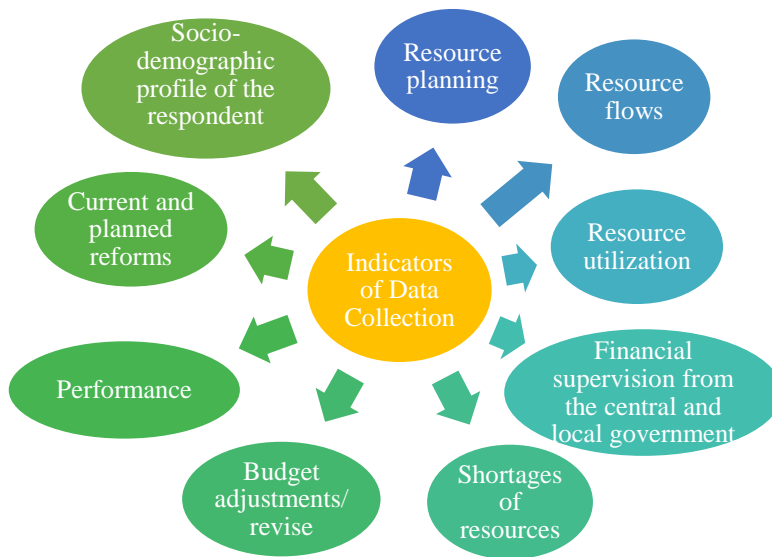 Socio-
demographic
profile of the
respondent
Resource
planning
Resource
flows
Current and
planned
reforms
Resource
utilization
Indicators
of Data
Collection
Performance
Financial
supervision from
the central and
local government
Budget
adjustments/
revise
Shortages
of
resources